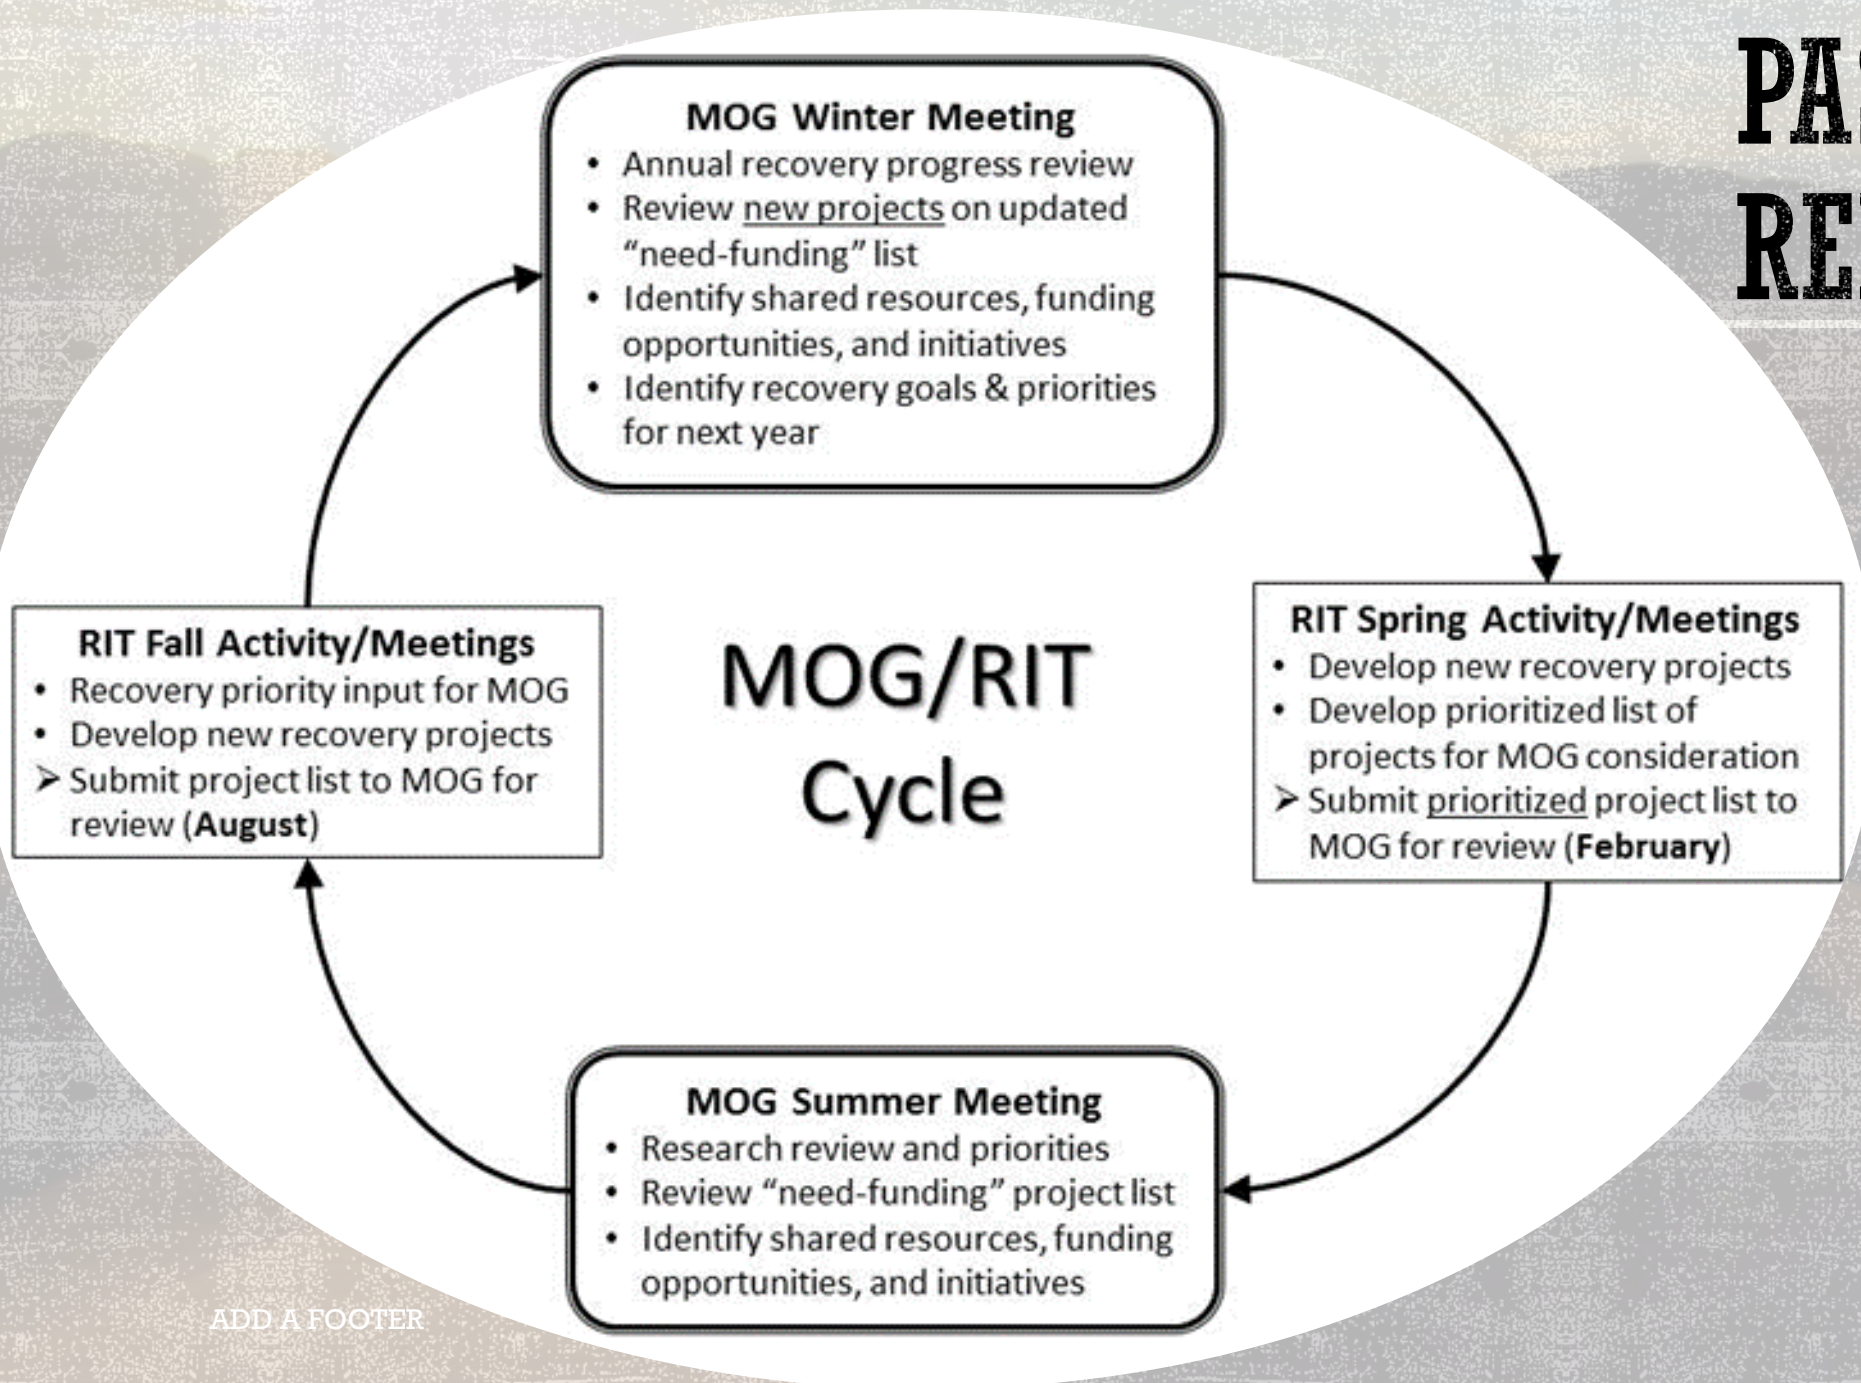 MOG Winter Meeting
• Annual recovery progress review
• Review new projects on updated
“need-funding” list
• Identify shared resources, funding
opportunities, and initiatives
• Identify recovery goals & priorities
for next year
RIT Spring Activity/Meetings
• Develop new recovery projects
• Develop prioritized list of
projects for MOG consideration
➢ Submit prioritized project list to
MOG for review (February)
MOG Summer Meeting
• Research review and priorities
• Review “need-funding” project list
• Identify shared resources, funding
opportunities, and initiatives
RIT Fall Activity/Meetings
• Recovery priority input for MOG
• Develop new recovery projects
➢ Submit project list to MOG for
review (August)
MOG/RIT
Cycle
ADD A FOOTER